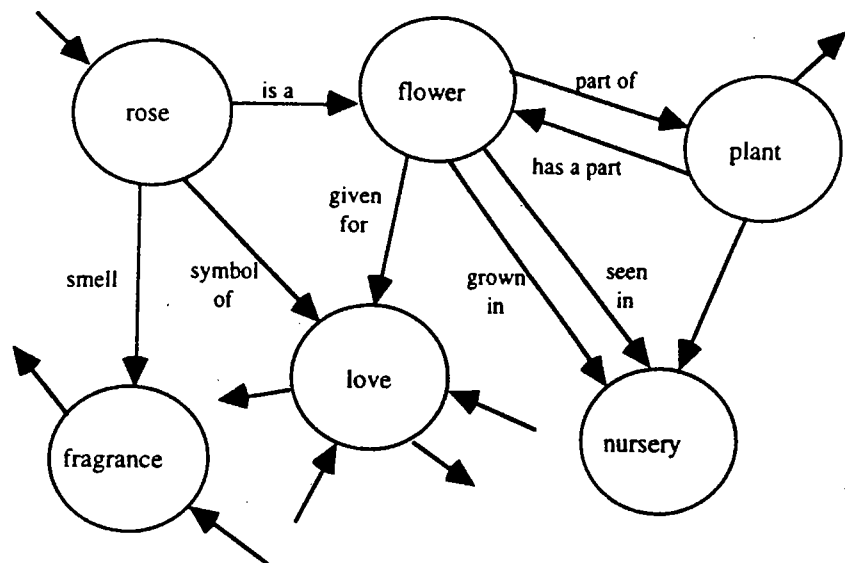 rose
is a
flower
part of
has a part
plant
given
for
smell
symbol
of
grown
in
seen
in
love
fragrance
nursery